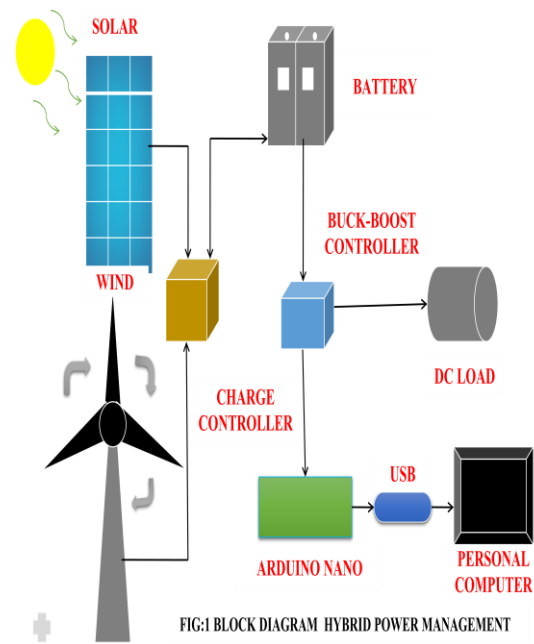 SOLAR
BATTERY
BUCK-BOOST
CONTROLLER
WIND
DC LOAD
CHARGE
CONTROLLER
USB
ARDUINO NANO
PERSONAL
COMPUTER
FIG:1 BLOCK DIAGRAM HYBRID POWER MANAGEMENT